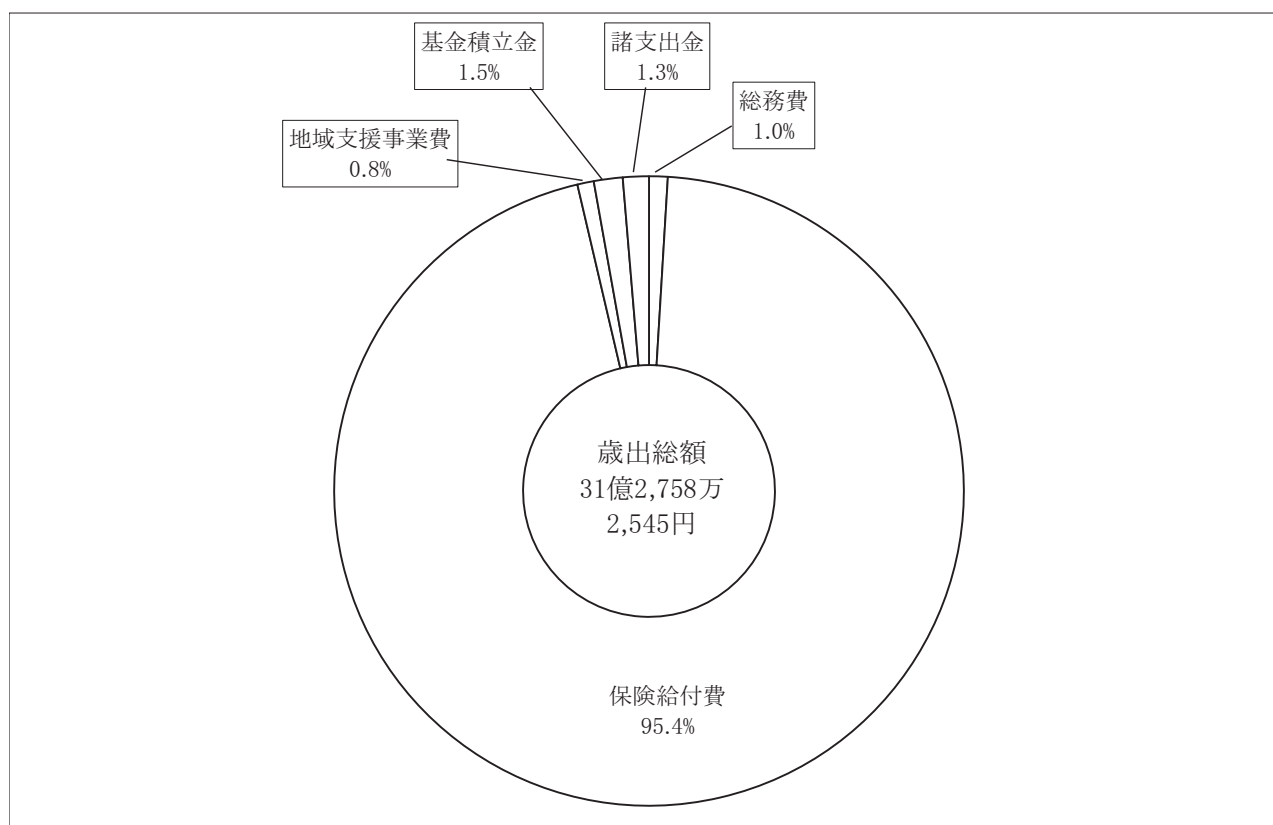 基金積立金
1.5%
諸支出金
1.3%
総務費
1.0%
地域支援事業費
0.8%
歳出総額
31億2,758万
2,545円
保険給付費
95.4%